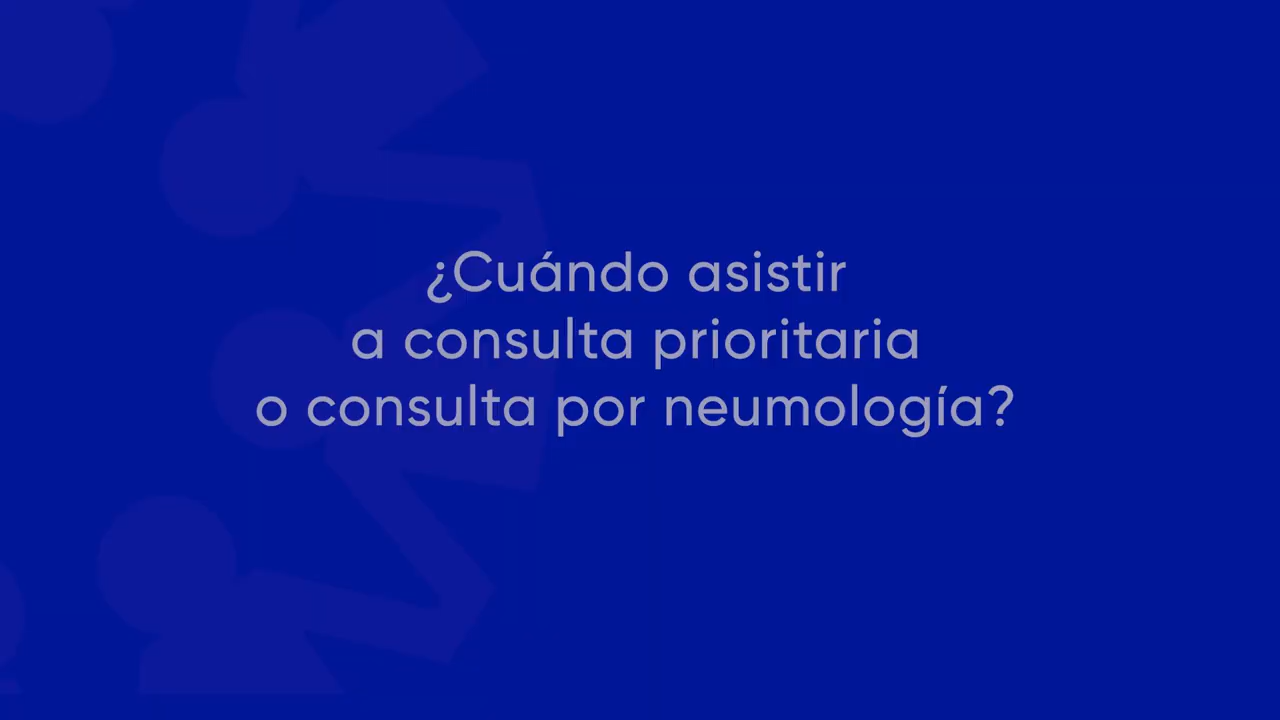 ¿Cuándo asistir
a consulta prioritaria
o consulta por neumología?